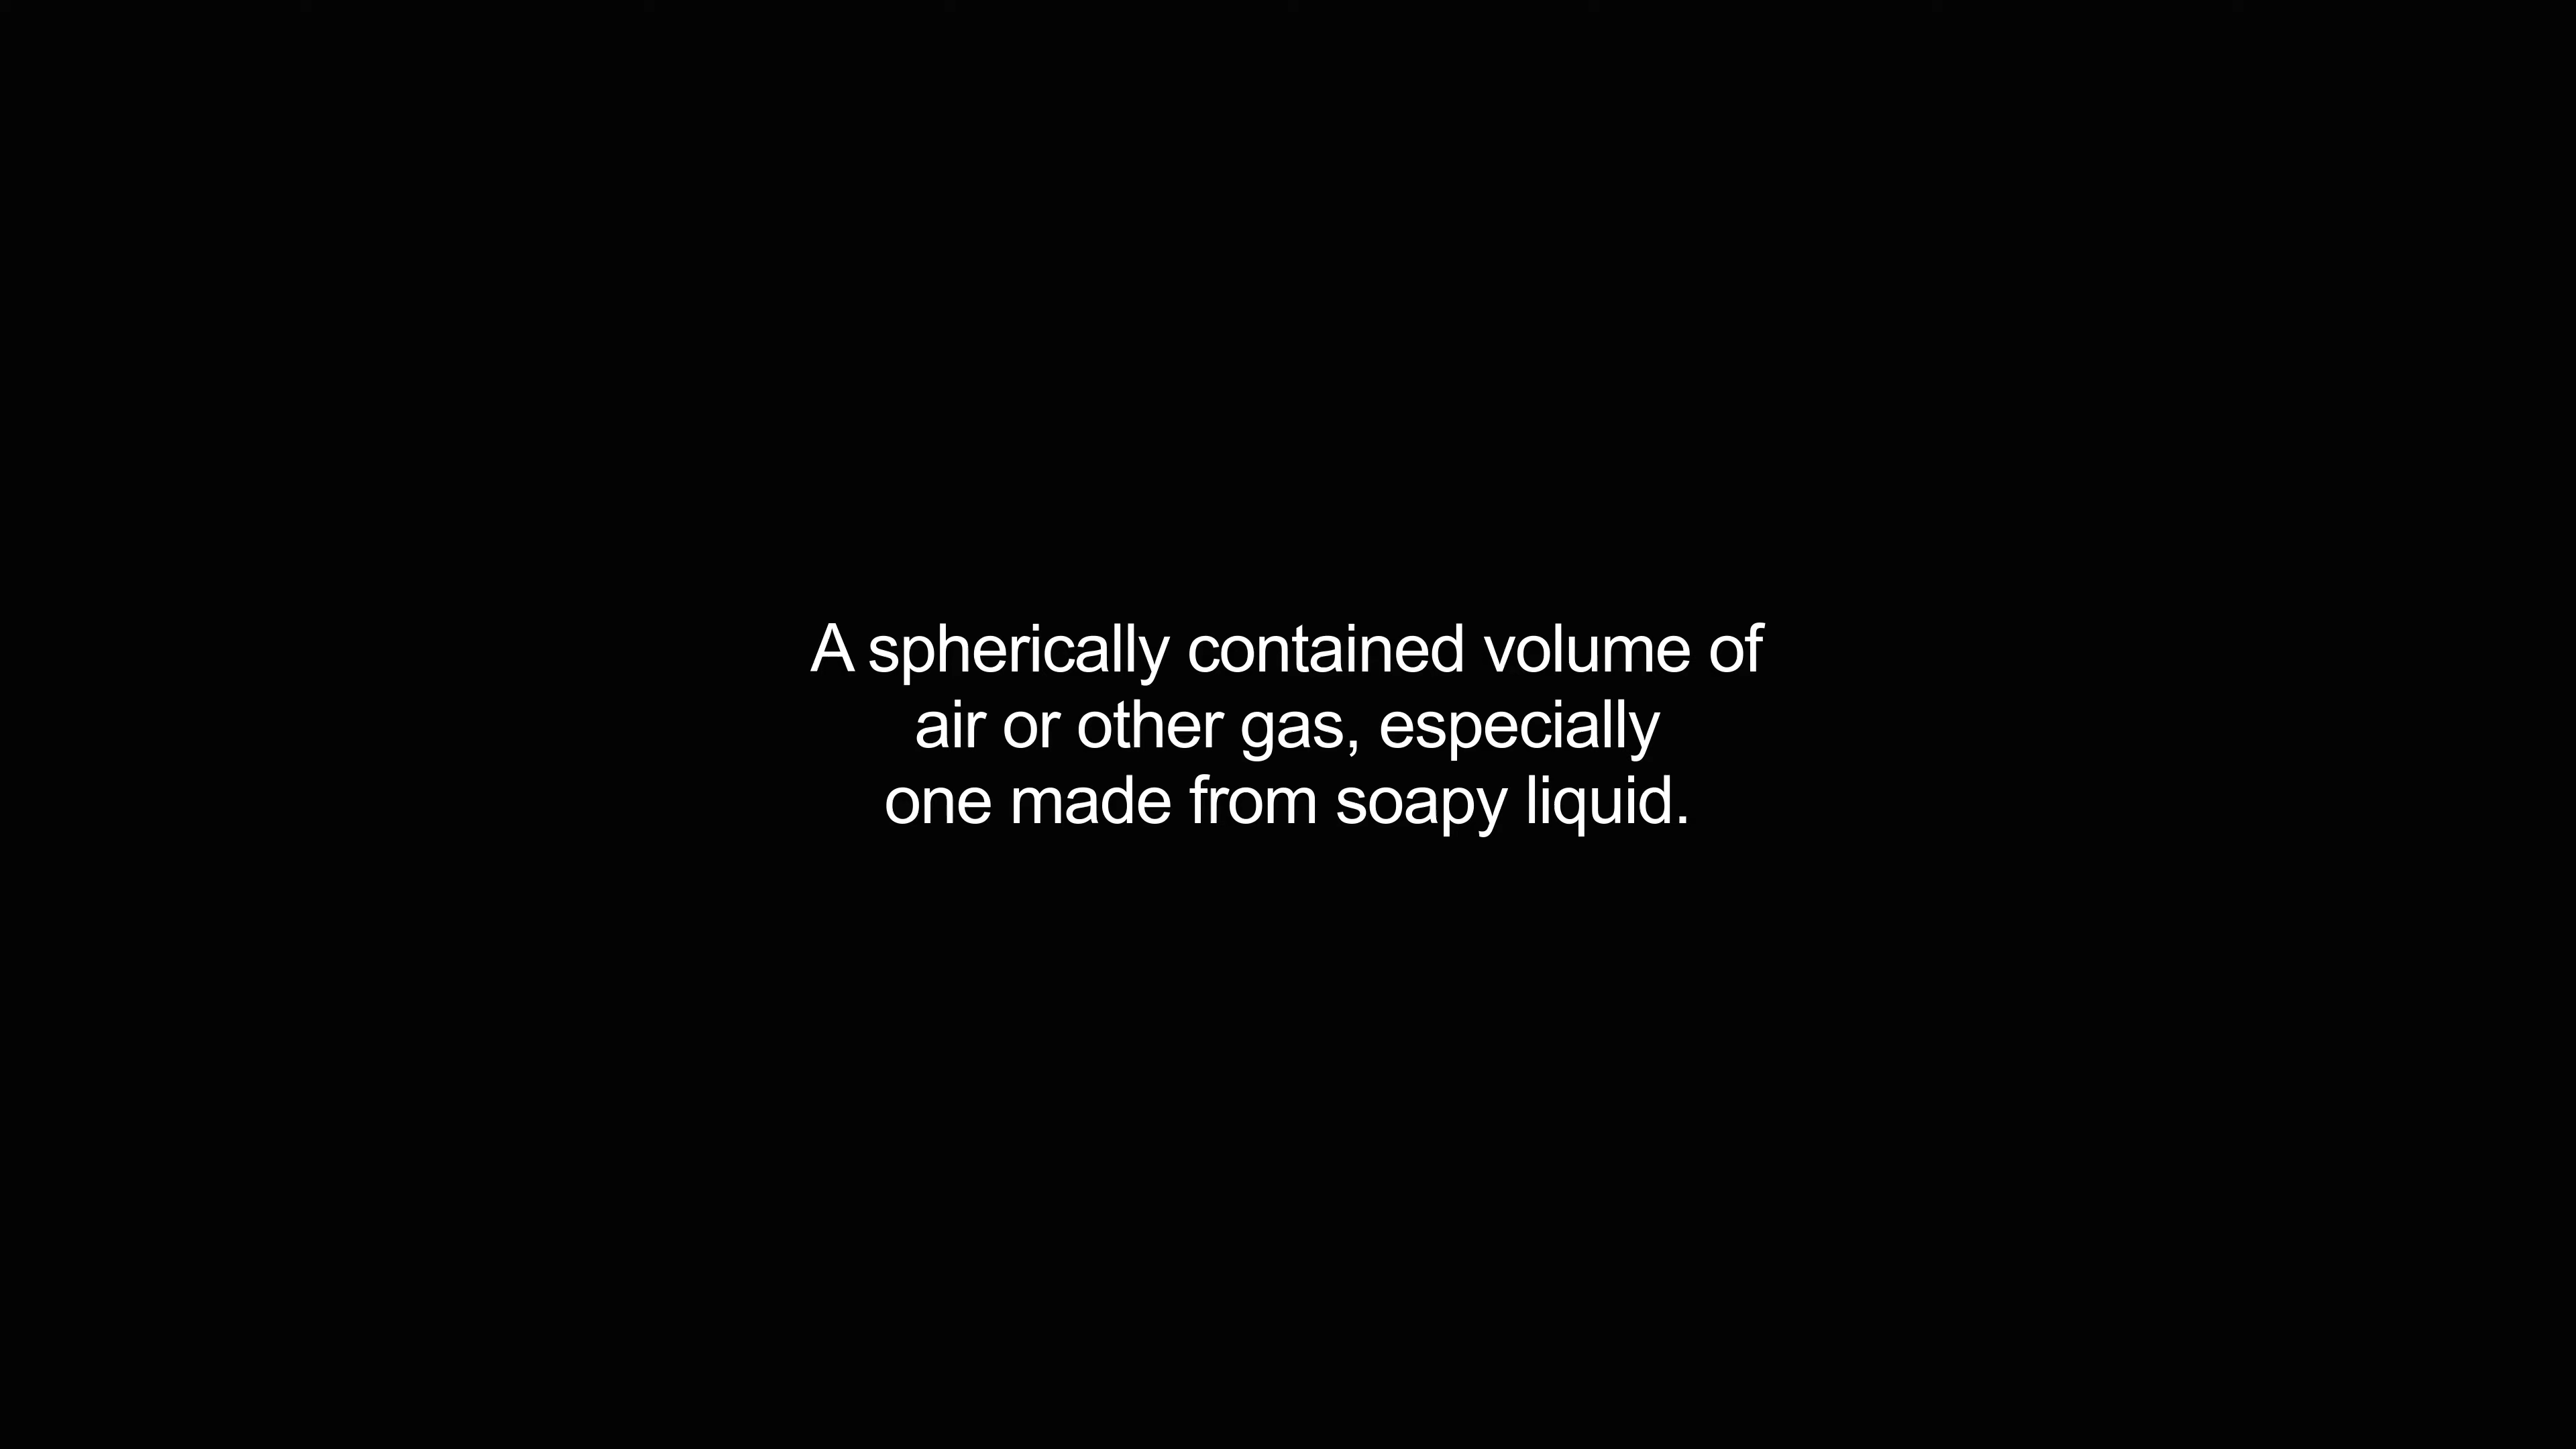 A spherically contained volume of
air or other gas, especially
one made from soapy liquid.